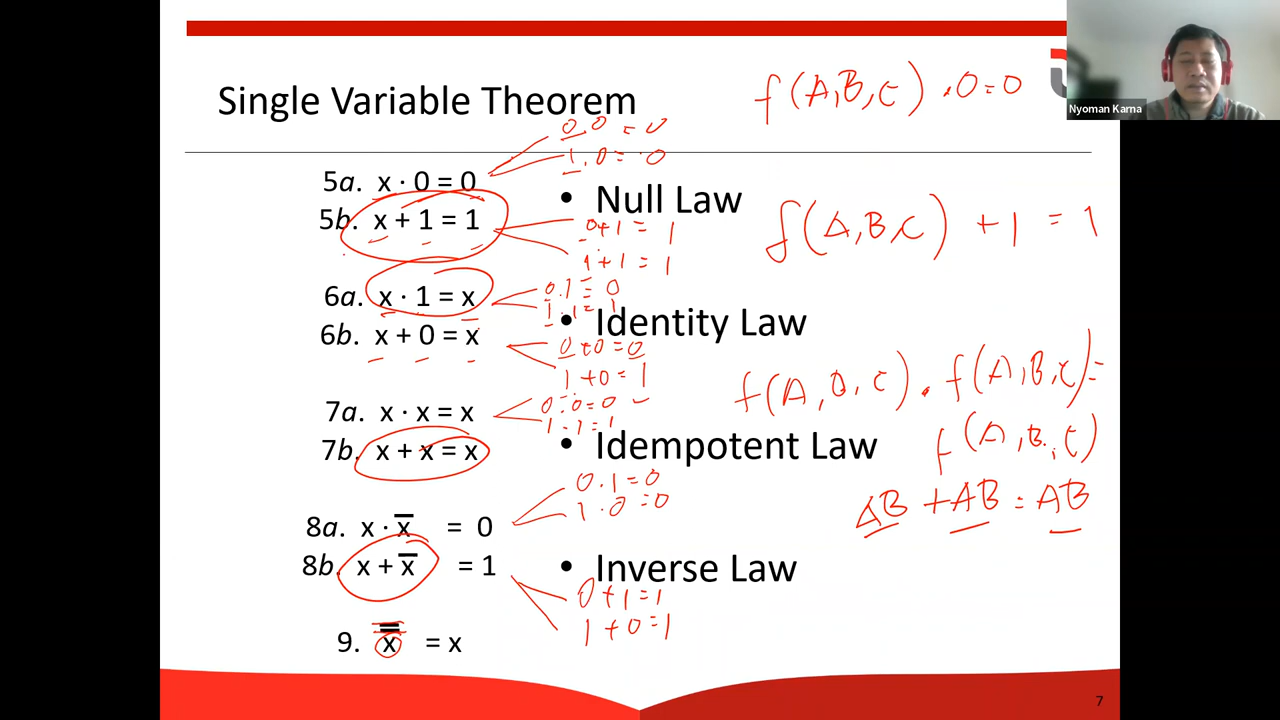 Single Variable Theorem
f(A,B,C) . 0 = 0
Nyoman Karna
0.0 = 0
1.0 = 0
5a. x · 0 = 0
• Null Law
5b. x + 1 = 1
0+1 = 1
1+1 = 1
f(A,B,C) + 1 = 1
6a. x · 1 = x
0.1 = 0
1.1 = 1
• Identity Law
6b. x + 0 = x
0+0=0
1+0=1
7a. x · x = x
0.0=0
1.1=1
f(A,B,C) . f(A,B,C) =
f(A,B,C)
7b. x + x = x
• Idempotent Law
AB + AB = AB
8a. x · x̅ = 0
0.1=0
1.0=0
8b. x + x̅ = 1
• Inverse Law
0+1=1
1+0=1
9. x̿ = x
7